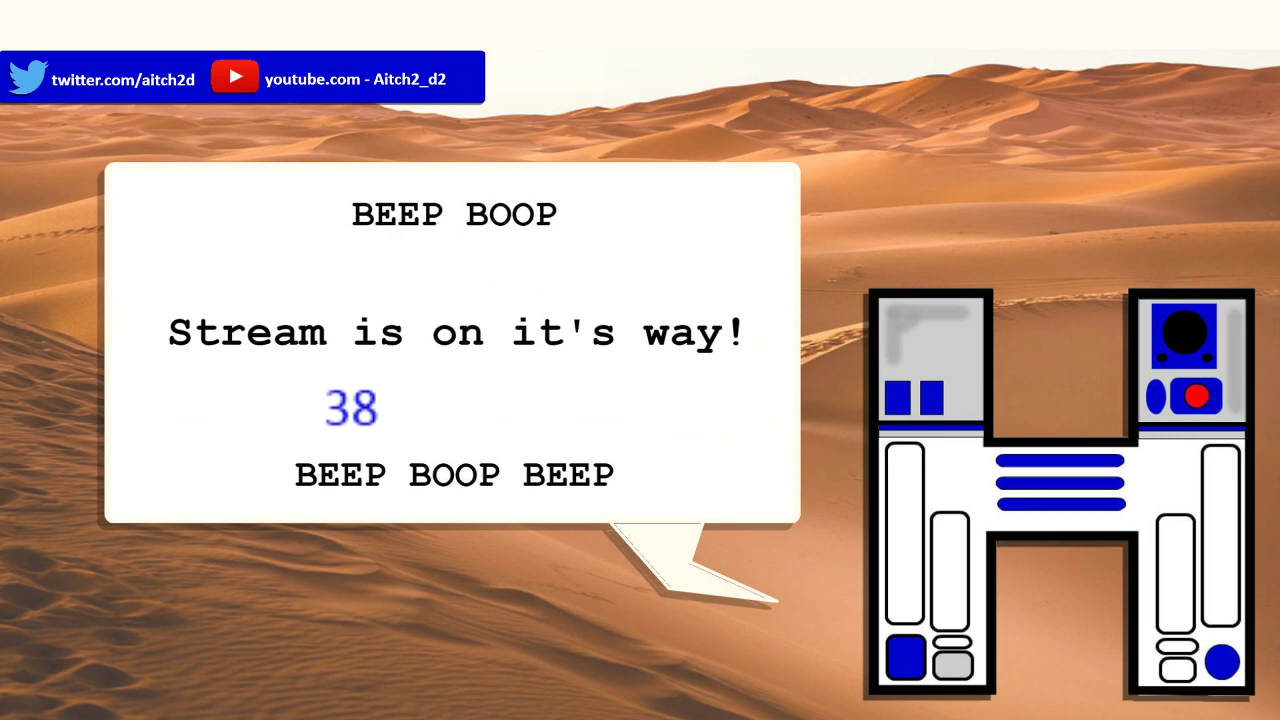 twitter.com/aitch2d youtube.com - Aitch2_d2
BEEP BOOP
Stream is on it's way!
38
BEEP BOOP BEEP